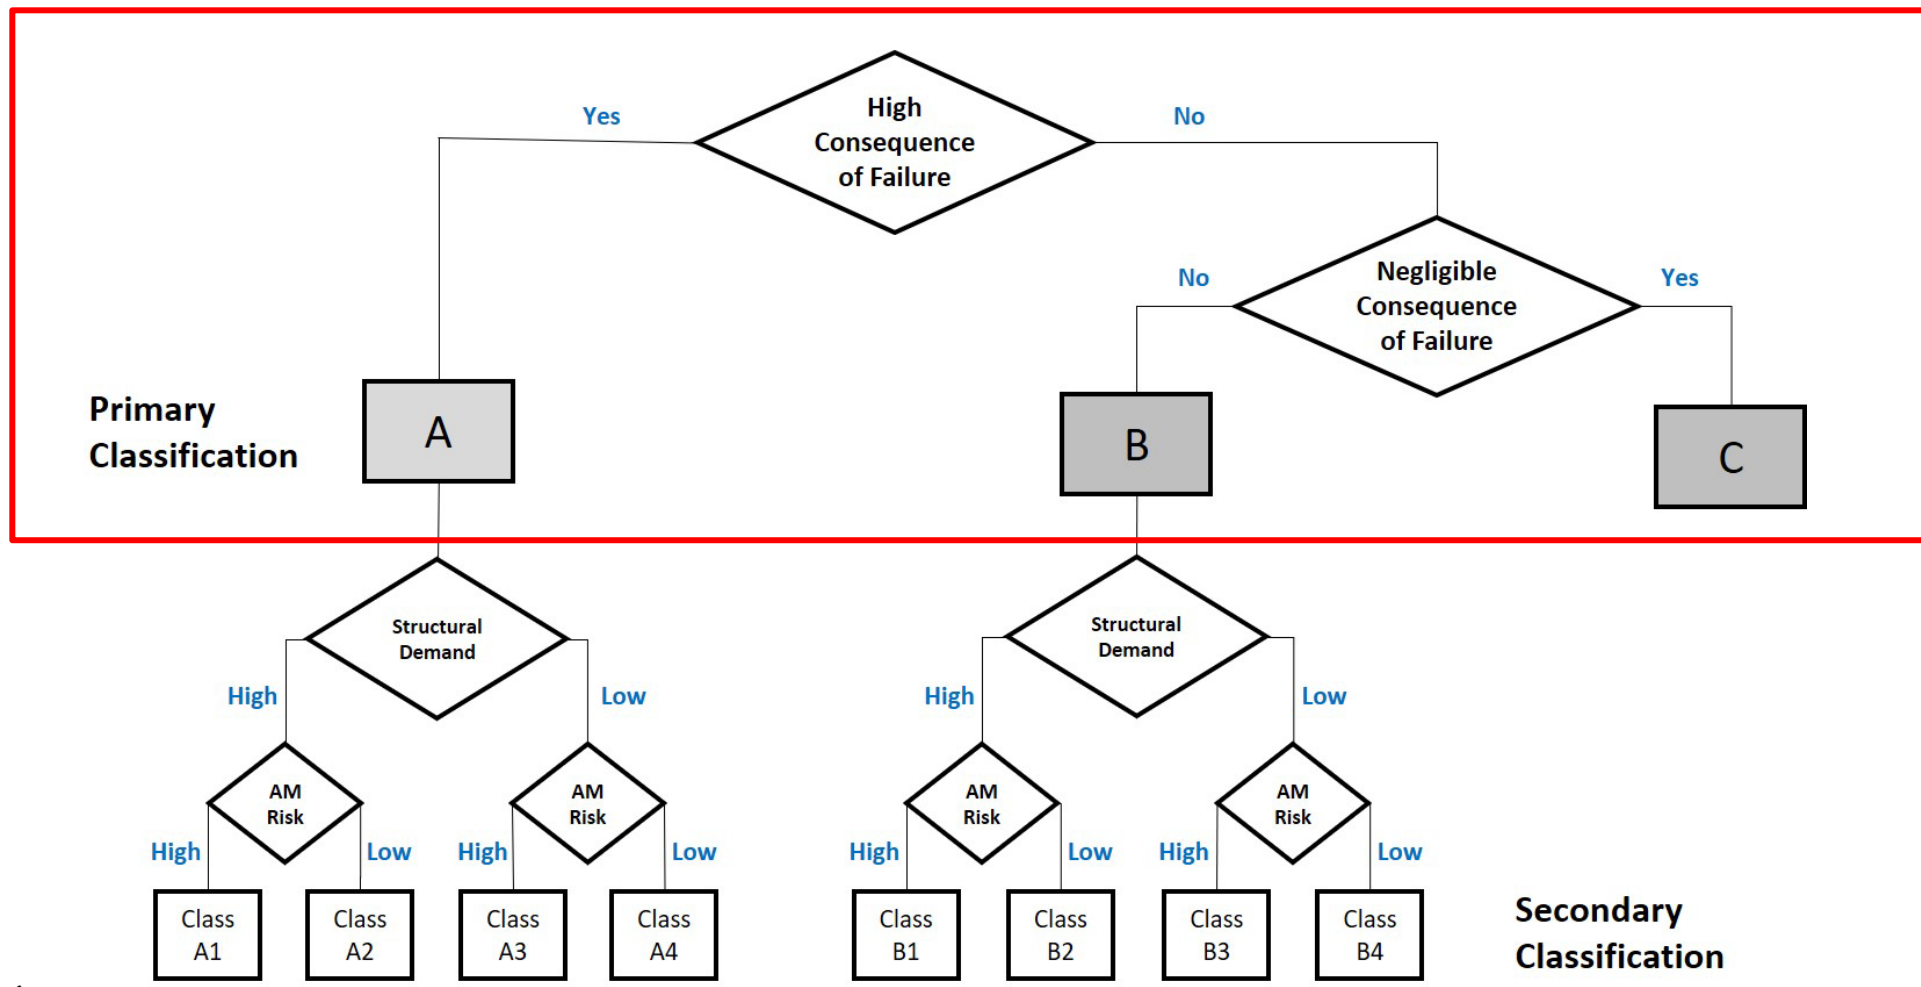 High
Consequence
of Failure
Yes
No
Negligible
Consequence
of Failure
No
Yes
Primary
Classification
A
B
C
Structural
Demand
High
Low
Structural
Demand
High
Low
AM
Risk
High
Low
AM
Risk
High
Low
AM
Risk
High
Low
AM
Risk
High
Low
Class
A1
Class
A2
Class
A3
Class
A4
Class
B1
Class
B2
Class
B3
Class
B4
Secondary
Classification